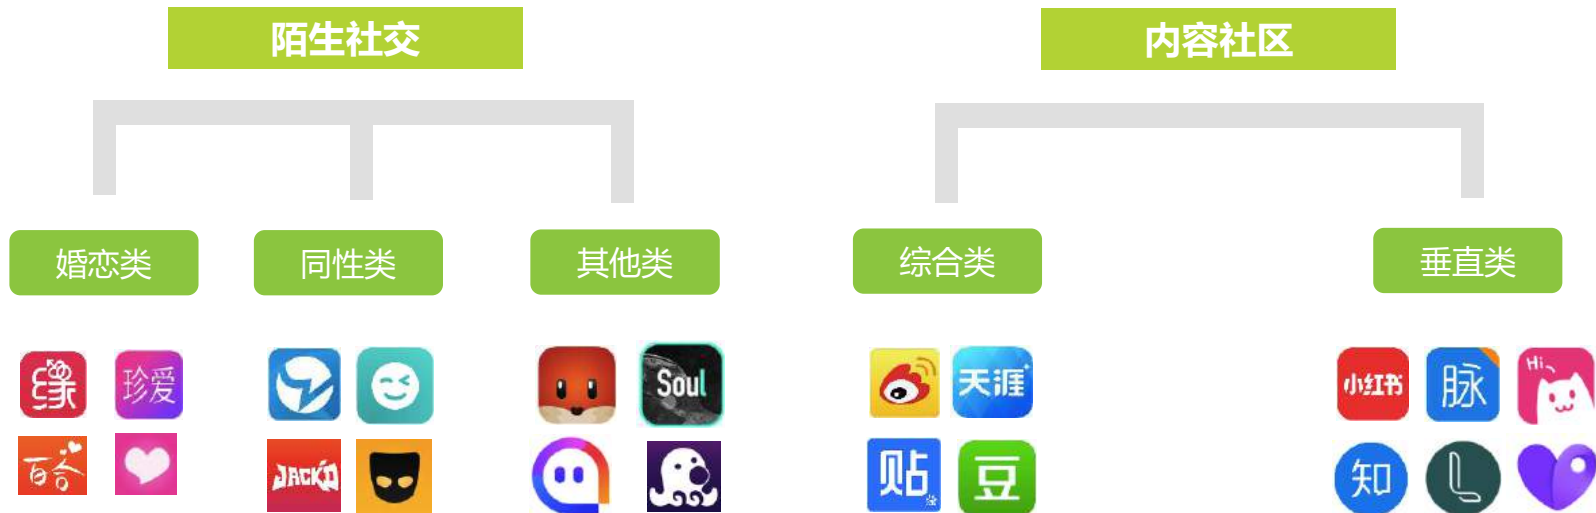 陌生社交
内容社区
婚恋类
同性类
其他类
综合类
垂直类
缘
珍爱
Soul
天涯
小红书
脉
Hi
百合
JACK'D
贴
豆
知